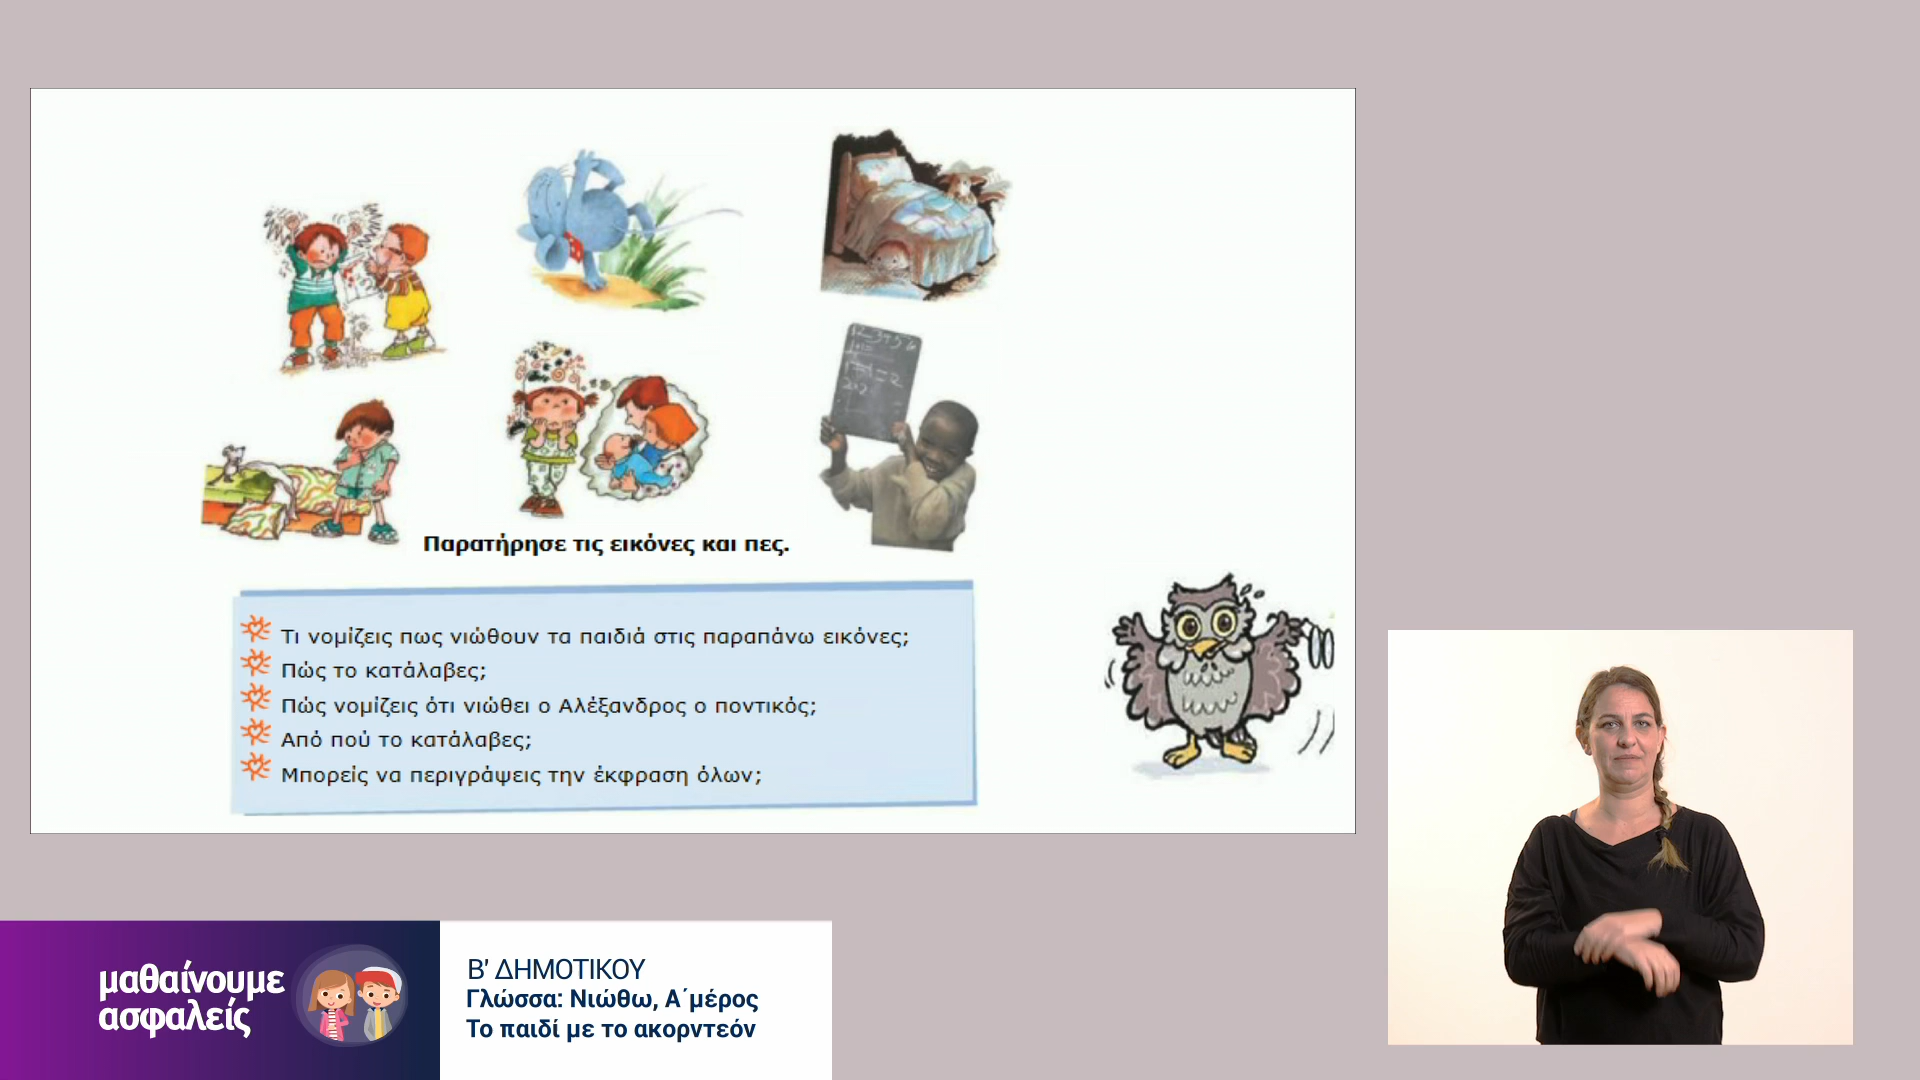 Παρατήρησε τις εικόνες και πες.
Τι νομίζεις πως νιώθουν τα παιδιά στις παραπάνω εικόνες;
Πώς το κατάλαβες;
Πώς νομίζεις ότι νιώθει ο Αλέξανδρος ο ποντικός;
Από πού το κατάλαβες;
Μπορείς να περιγράψεις την έκφραση όλων;
μαθαίνουμε
ασφαλείς
Β' ΔΗΜΟΤΙΚΟΥ
Γλώσσα: Νιώθω, Α΄μέρος
Το παιδί με το ακορντεόν